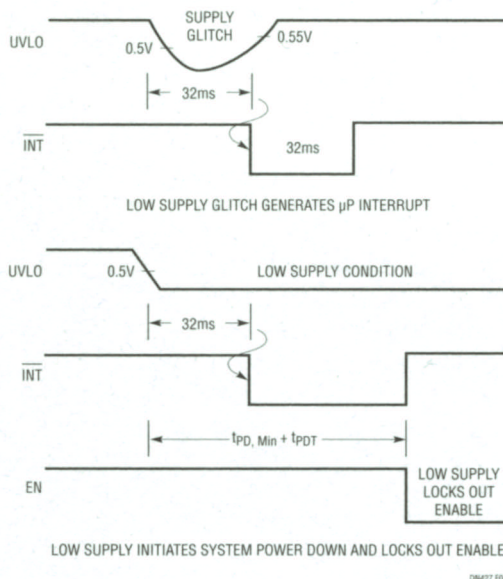 SUPPLY
GLITCH
UVLO
0.5V
0.55V
32ms
INT
32ms
LOW SUPPLY GLITCH GENERATES µP INTERRUPT
UVLO
0.5V
LOW SUPPLY CONDITION
32ms
INT
tPD, Min + tPDT
EN
LOW SUPPLY
LOCKS OUT
ENABLE
LOW SUPPLY INITIATES SYSTEM POWER DOWN AND LOCKS OUT ENABLE